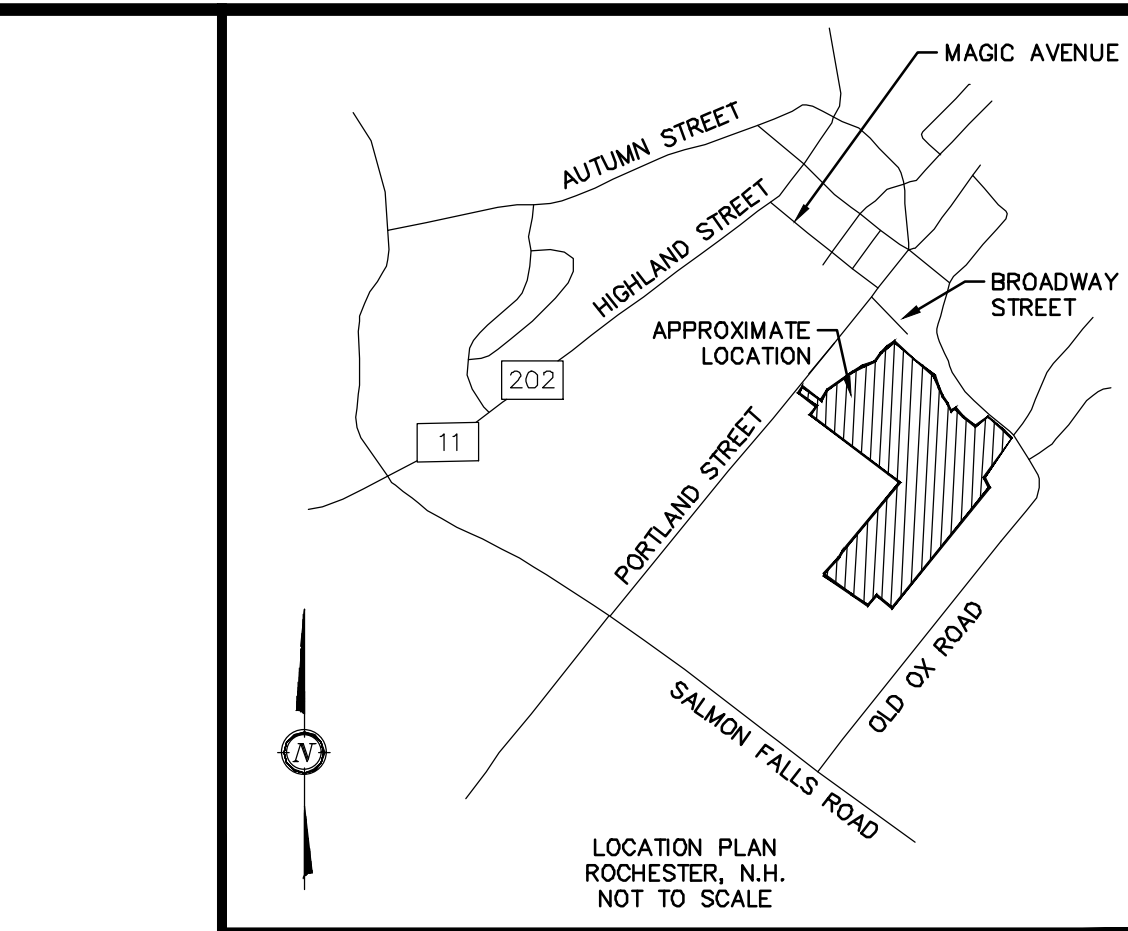 MAGIC AVENUE
AUTUMN STREET
HIGHLAND STREET
BROADWAY
STREET
APPROXIMATE
LOCATION
202
11
PORTLAND STREET
OLD OX ROAD
SALMON FALLS ROAD
N
LOCATION PLAN
ROCHESTER, N.H.
NOT TO SCALE